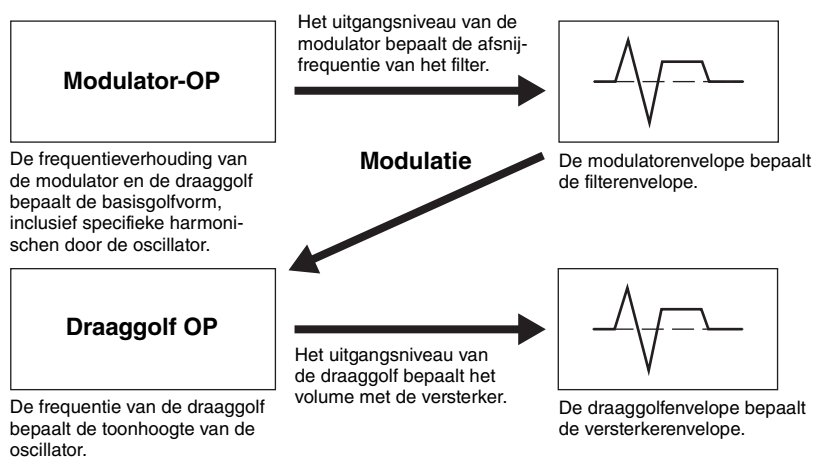 Het uitgangsniveau van de
modulator bepaalt de afsnij-
frequentie van het filter.
Modulator-OP
De frequentieverhouding van
de modulator en de draaggolf
bepaalt de basisgolfvorm,
inclusief specifieke harmoni-
schen door de oscillator.
Modulatie
De modulatorenvelope bepaalt
de filterenvelope.
Draaggolf OP
Het uitgangsniveau van
de draaggolf bepaalt het
volume met de versterker.
De frequentie van de draaggolf
bepaalt de toonhoogte van de
oscillator.
De draaggolfenvelope bepaalt
de versterkerenvelope.